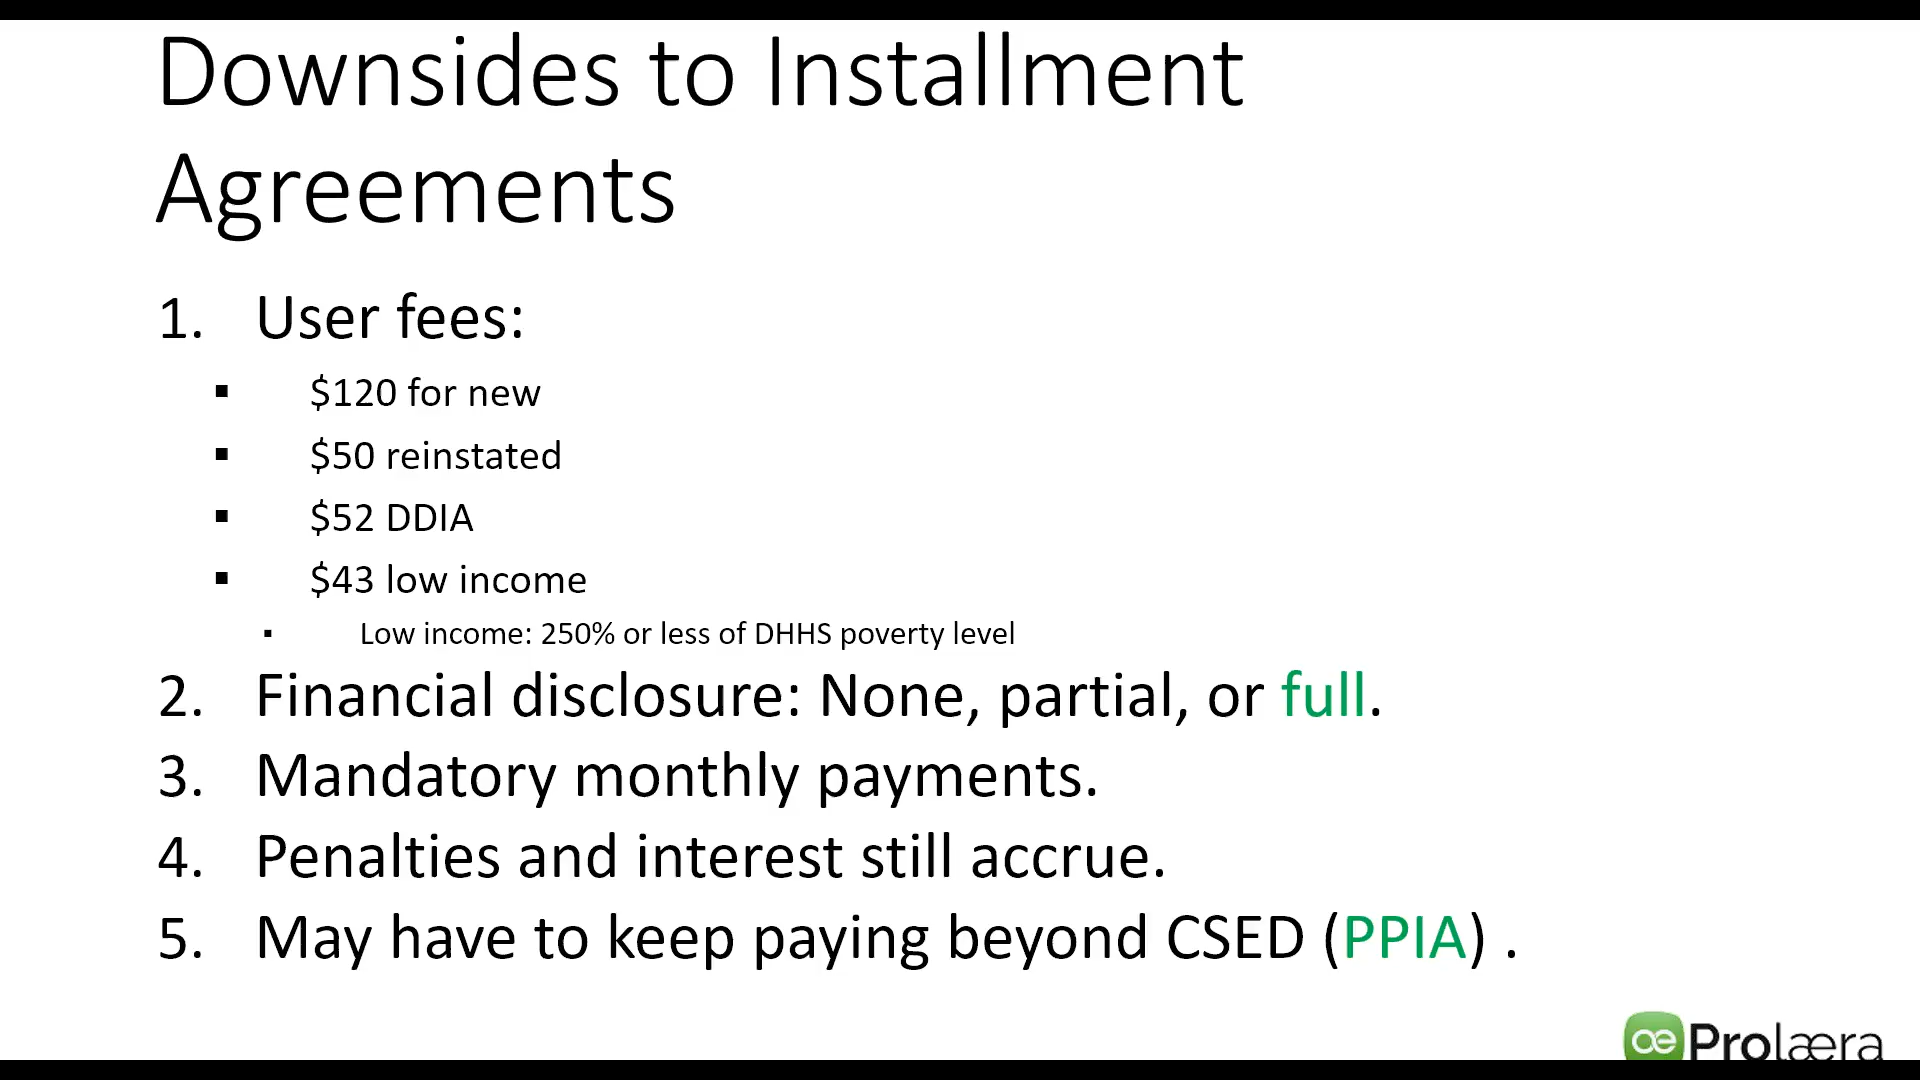 Downsides to Installment
Agreements
1. User fees:
▪ $120 for new
▪ $50 reinstated
▪ $52 DDIA
▪ $43 low income
▪ Low income: 250% or less of DHHS poverty level
2. Financial disclosure: None, partial, or full.
3. Mandatory monthly payments.
4. Penalties and interest still accrue.
5. May have to keep paying beyond CSED (PPIA) .
æ Prolæra